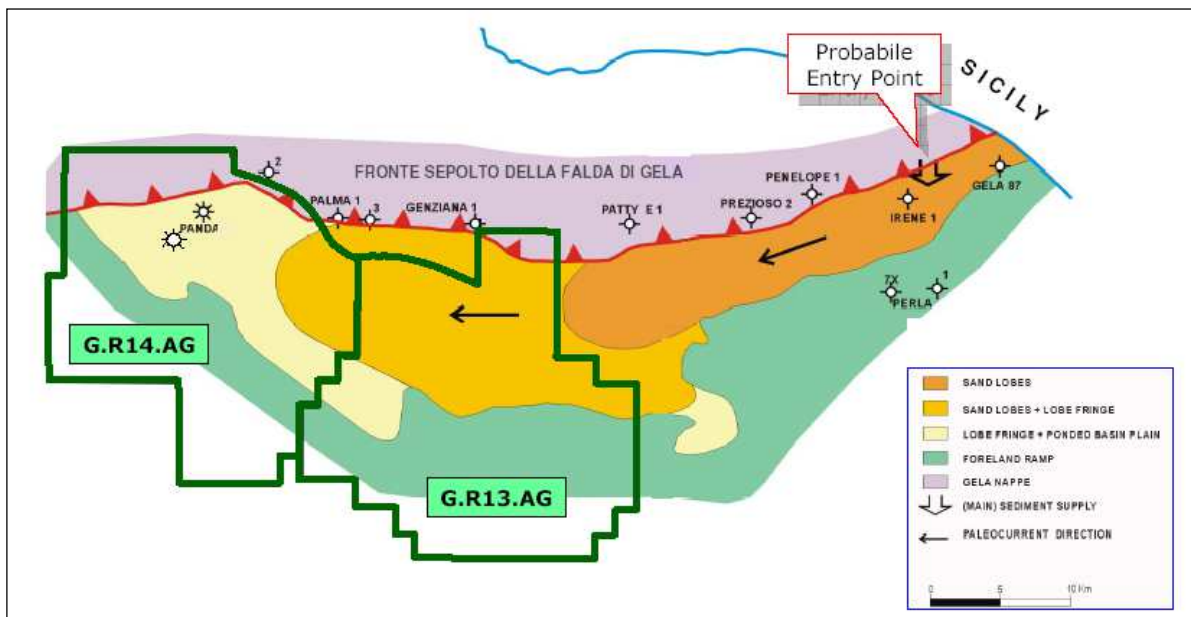 Probabile
Entry Point
SICILY
FRONTE SEPOLTO DELLA FALDA DI GELA
2
PALMA 1
3
GENZIANA 1
PATTY E 1
PREZIOSO 2
PENELOPE 1
IRENE 1
GELA 87
PANDA
7X
1
PERLA
G.R14.AG
G.R13.AG
SAND LOBES
SAND LOBES + LOBE FRINGE
LOBE FRINGE + PONDED BASIN PLAIN
FORELAND RAMP
GELA NAPPE
(MAIN) SEDIMENT SUPPLY
PALEOCURRENT DIRECTION
0 5 10 Km